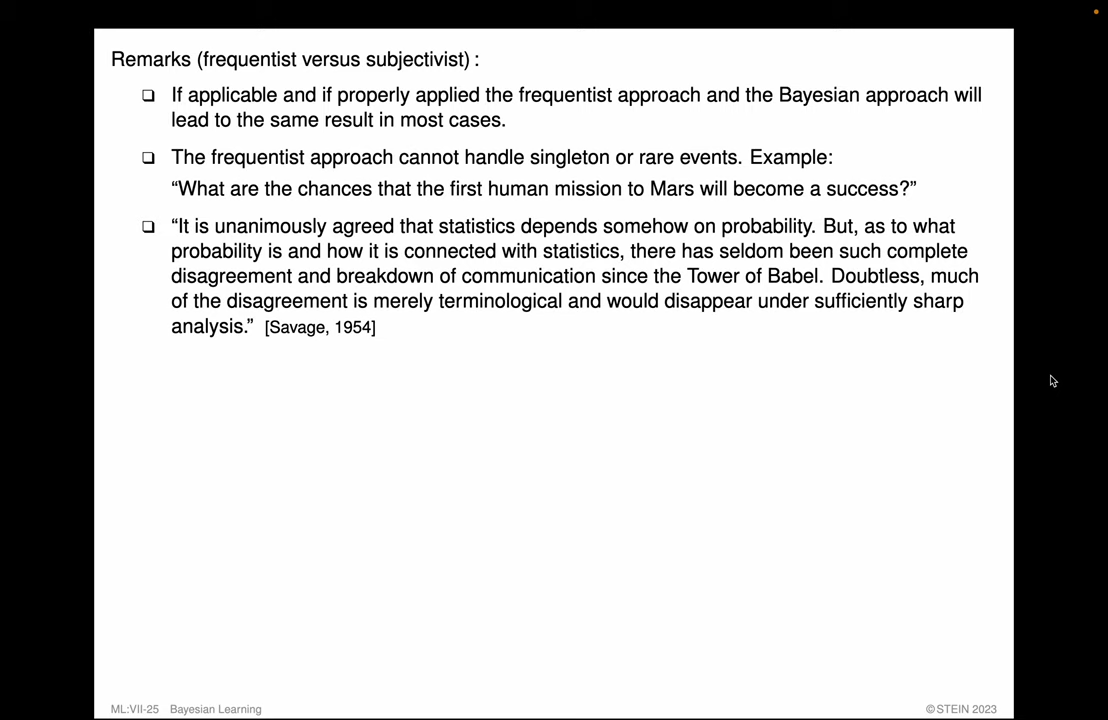 Remarks (frequentist versus subjectivist) :
❑ If applicable and if properly applied the frequentist approach and the Bayesian approach will
lead to the same result in most cases.
❑ The frequentist approach cannot handle singleton or rare events. Example:
“What are the chances that the first human mission to Mars will become a success?”
❑ “It is unanimously agreed that statistics depends somehow on probability. But, as to what
probability is and how it is connected with statistics, there has seldom been such complete
disagreement and breakdown of communication since the Tower of Babel. Doubtless, much
of the disagreement is merely terminological and would disappear under sufficiently sharp
analysis.” [Savage, 1954]
ML:VII-25 Bayesian Learning
©STEIN 2023